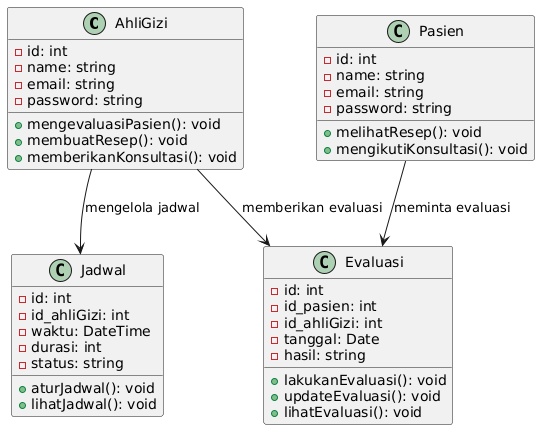 C AhliGizi
id: int
name: string
email: string
password: string
mengevaluasiPasien(): void
membuatResep(): void
memberikanKonsultasi(): void
C Pasien
id: int
name: string
email: string
password: string
melihatResep(): void
mengikutiKonsultasi(): void
mengelola jadwal
memberikan evaluasi
meminta evaluasi
C Jadwal
id: int
id_ahliGizi: int
waktu: DateTime
durasi: int
status: string
aturJadwal(): void
lihatJadwal(): void
C Evaluasi
id: int
id_pasien: int
id_ahliGizi: int
tanggal: Date
hasil: string
lakukanEvaluasi(): void
updateEvaluasi(): void
lihatEvaluasi(): void